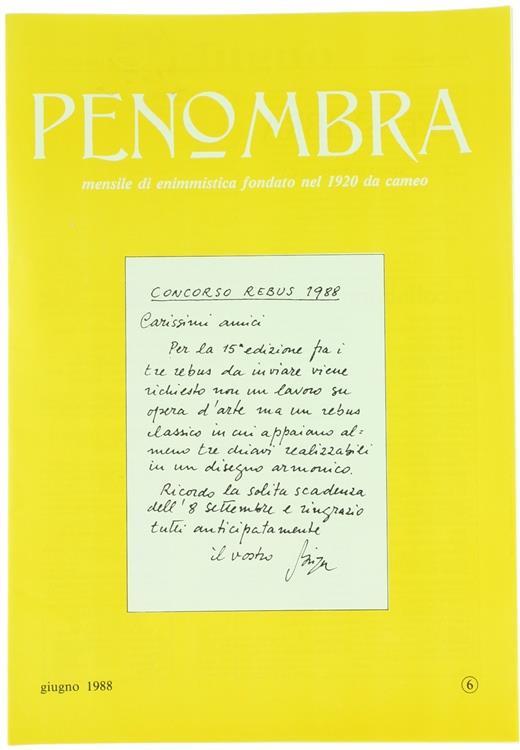 PENOMBRA
mensile di enimmistica fondato nel 1920 da cameo
CONCORSO REBUS 1988
Carissimi amici
Per la 15ª edizione fra i
tre rebus da inviare viene
richiesto non un lavoro su
opera d'arte ma un rebus
classico in cui appaiano al=
meno tre chiavi realizzabili
in un disegno armonico.
Ricordo la solita scadenza
dell'8 settembre e ringrazio
tutti anticipatamente
il vostro
giugno 1988
6